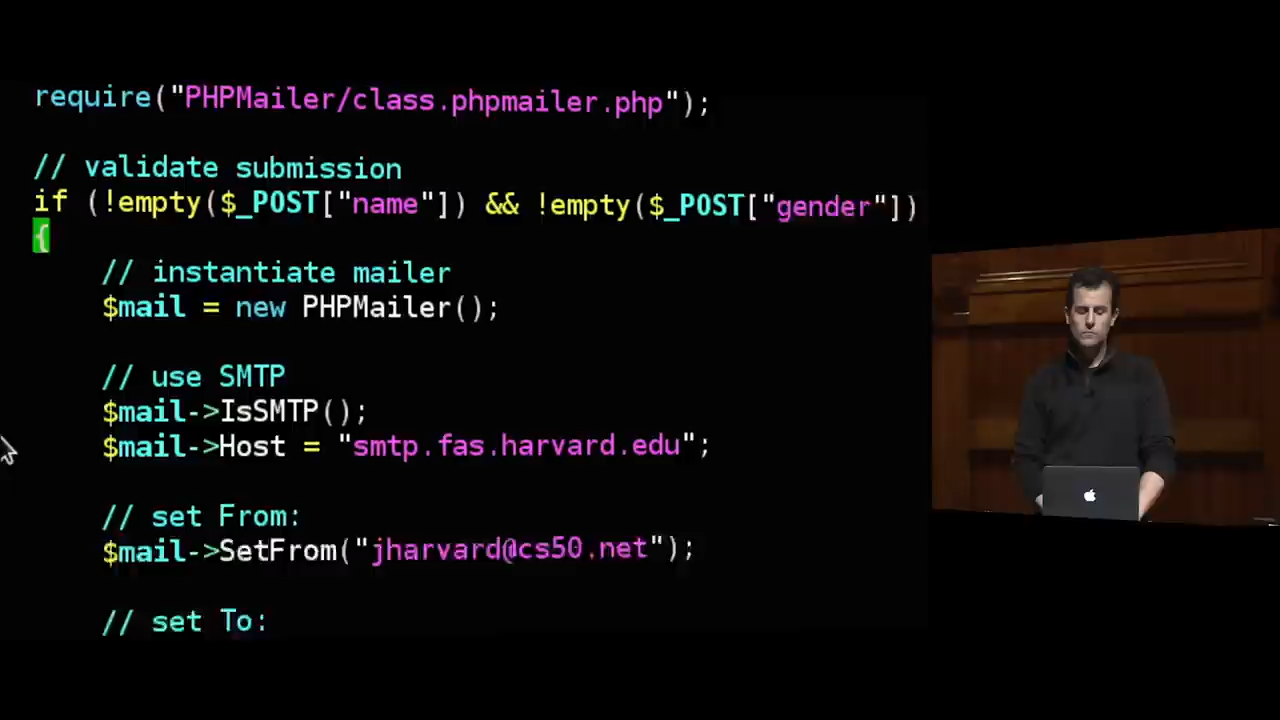 require("PHPMailer/class.phpmailer.php");
// validate submission
if (!empty($_POST["name"]) && !empty($_POST["gender"])
{
// instantiate mailer
$mail = new PHPMailer();
// use SMTP
$mail->IsSMTP();
$mail->Host = "smtp.fas.harvard.edu";
// set From:
$mail->SetFrom("jharvard@cs50.net");
// set To: